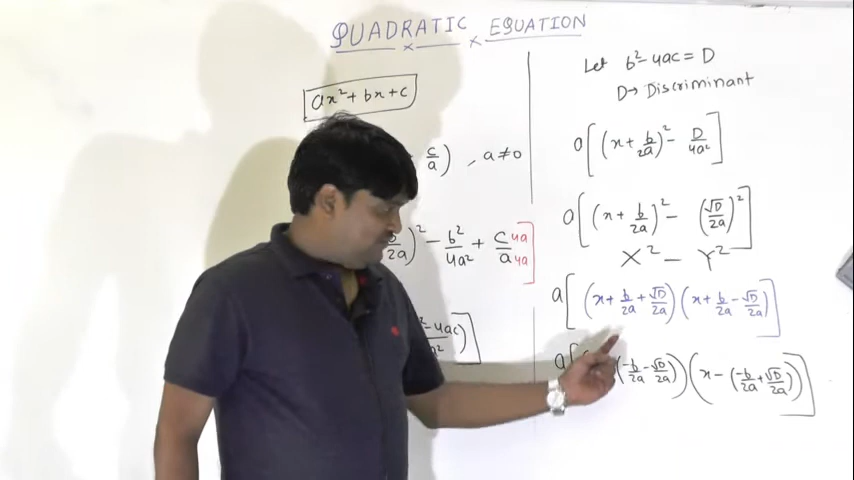 QUADRATIC EQUATION
ax² + bx + c
c/a) , a≠0
/2a)² - b²/4a² + c/a 4a/4a]
² - 4ac)]
Let b² - 4ac = D
D → Discriminant
a[(x + b/2a)² - D/4a²]
a[(x + b/2a)² - (√D/2a)²]
X² - Y²
a[(x + b/2a + √D/2a)(x + b/2a - √D/2a)]
a[(-b/2a - √D/2a))(x - (-b/2a + √D/2a))]